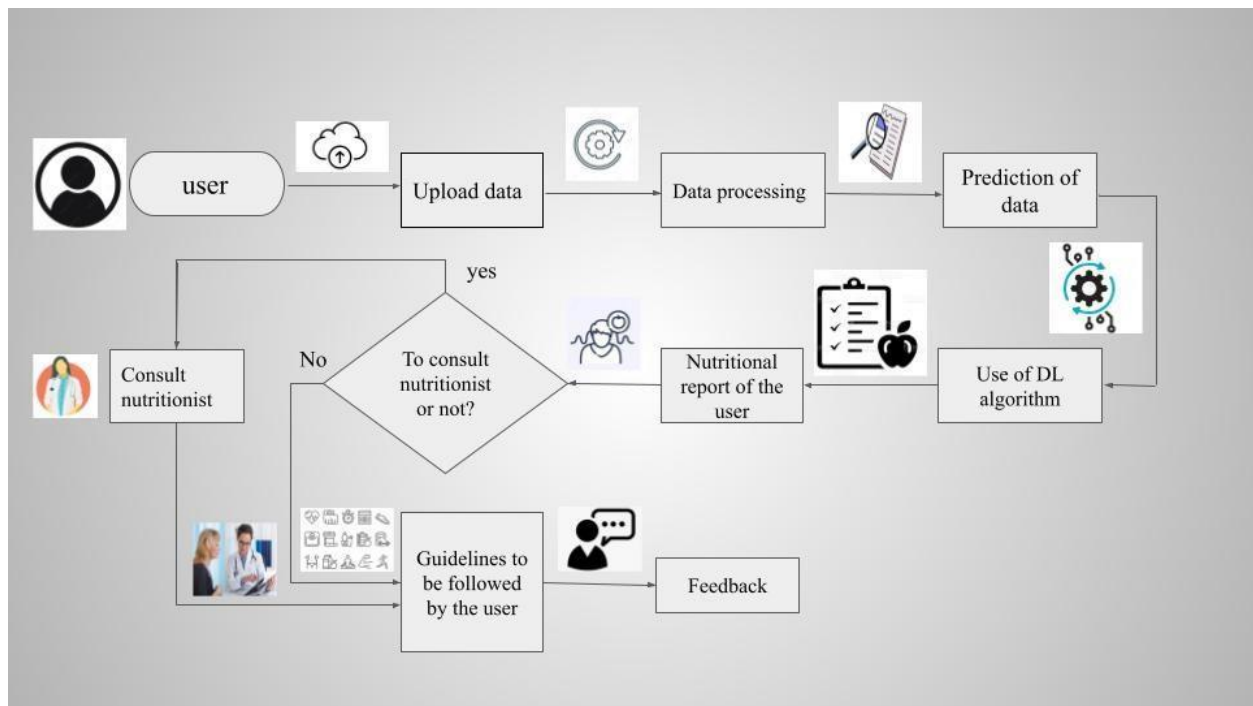 user
Upload data
Data processing
Prediction of
data
yes
No
To consult
nutritionist
or not?
Consult
nutritionist
Nutritional
report of the
user
Use of DL
algorithm
Guidelines to
be followed
by the user
Feedback